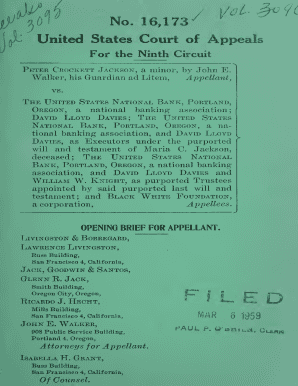 Vol. 3095
Vol. 309
No. 16,173
United States Court of Appeals
For the Ninth Circuit
Peter Crockett Jackson, a minor, by John E.
Walker, his Guardian ad Litem,
Appellant,
vs.
The United States National Bank, Portland,
Oregon, a national banking association;
David Lloyd Davies; The United States
National Bank, Portland, Oregon, a na-
tional banking association, and David Lloyd
Davies, as Executors under the purported
will and testament of Maria C. Jackson,
deceased; The United States National
Bank, Portland, Oregon, a national banking
association, and David Lloyd Davies and
William W. Knight, as purported Trustees
appointed by said purported last will and
testament; and Black White Foundation,
a corporation,
Appellees.
OPENING BRIEF FOR APPELLANT.
Livingston & Borregard,
Lawrence Livingston,
Russ Building,
San Francisco 4, California,
Jack, Goodwin & Santos,
Glenn R. Jack,
Smith Building,
Oregon City, Oregon,
Ricardo J. Hecht,
Mills Building,
San Francisco 4, California,
John E. Walker,
908 Public Service Building,
Portland 4, Oregon,
Attorneys for Appellant.
Isabella H. Grant,
Russ Building,
San Francisco 4, California,
Of Counsel.
FILED
MAR 6 1959
PAUL P. O'BRIEN, CLERK